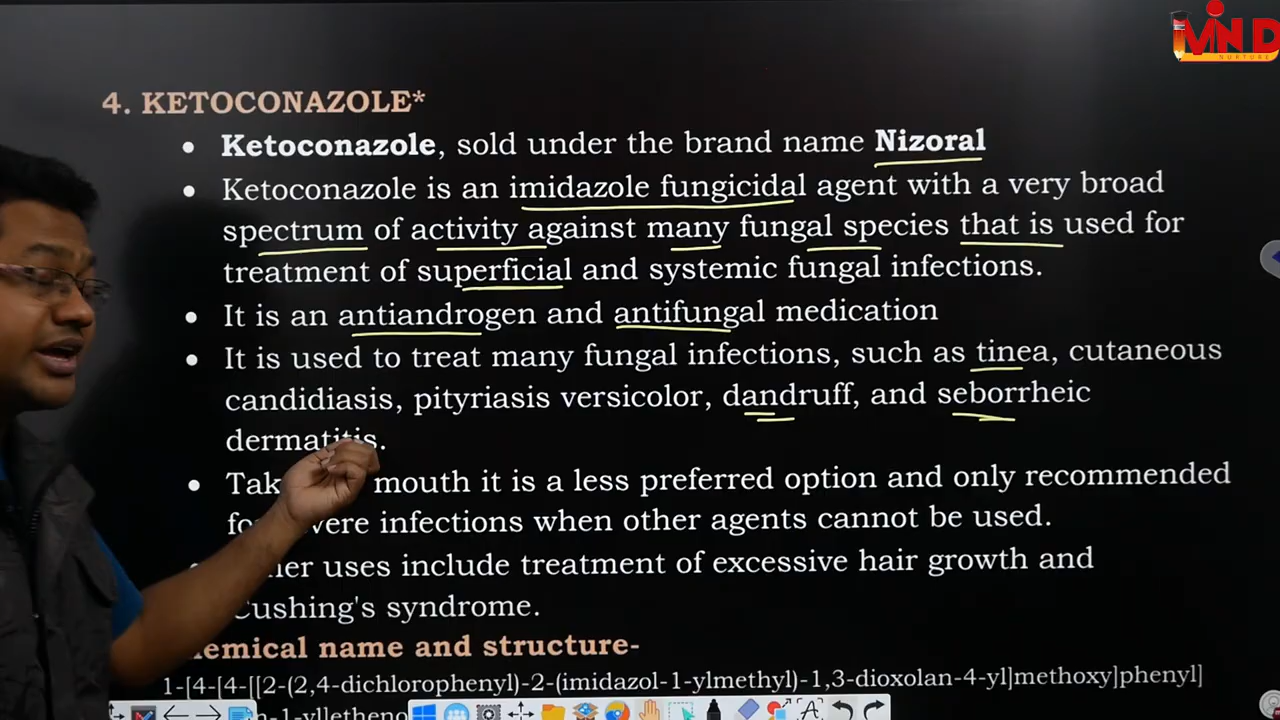 MND
NURTURE
4. KETOCONAZOLE*
• Ketoconazole, sold under the brand name Nizoral
• Ketoconazole is an imidazole fungicidal agent with a very broad
spectrum of activity against many fungal species that is used for
treatment of superficial and systemic fungal infections.
• It is an antiandrogen and antifungal medication
• It is used to treat many fungal infections, such as tinea, cutaneous
candidiasis, pityriasis versicolor, dandruff, and seborrheic
dermatitis.
• mouth it is a less preferred option and only recommended
infections when other agents cannot be used.
uses include treatment of excessive hair growth and
Cushing's syndrome.
name and structure-
1-[4-[4-[[2-(2,4-dichlorophenyl)-2-(imidazol-1-ylmethyl)-1,3-dioxolan-4-yl]methoxy]phenyl]